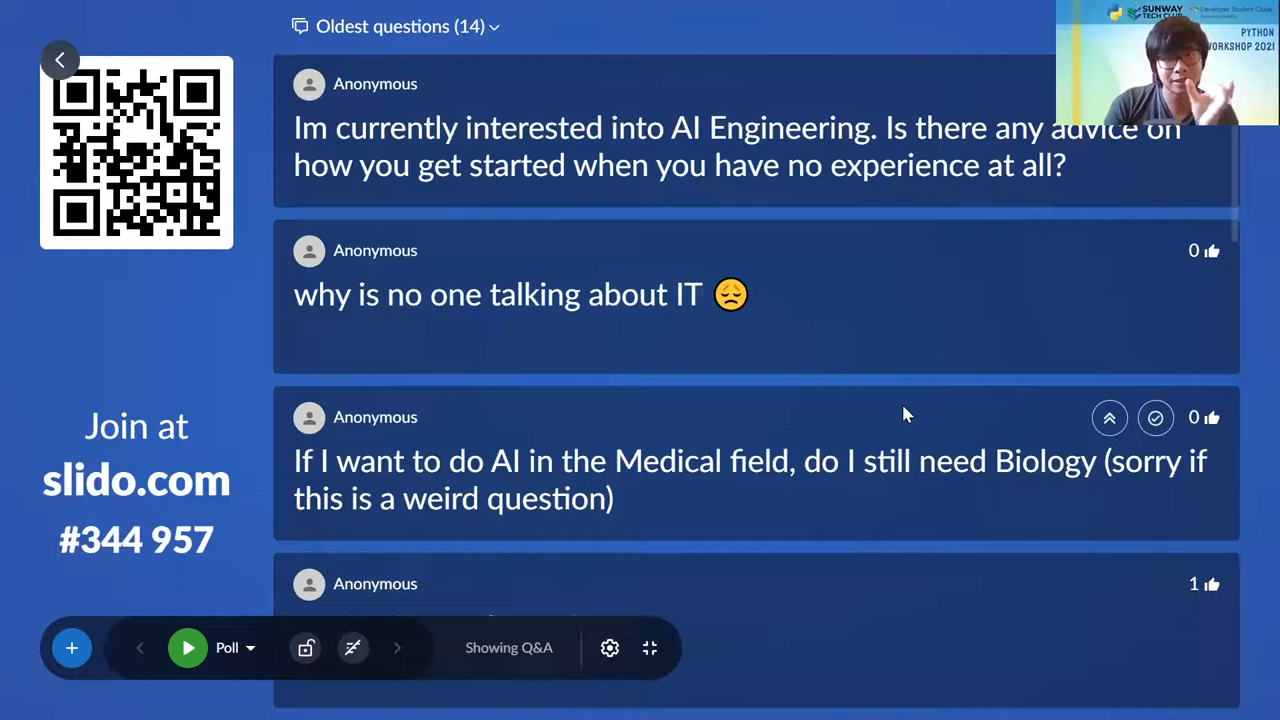 Oldest questions (14)
SUNWAY
TECH CLUB
Developer Student Clubs
PYTHON
WORKSHOP 2021
Anonymous
Im currently interested into AI Engineering. Is there any advice on
how you get started when you have no experience at all?
Anonymous
0
why is no one talking about IT 😞
Anonymous
0
If I want to do AI in the Medical field, do I still need Biology (sorry if
this is a weird question)
Anonymous
1
Join at
slido.com
#344 957
Poll
Showing Q&A